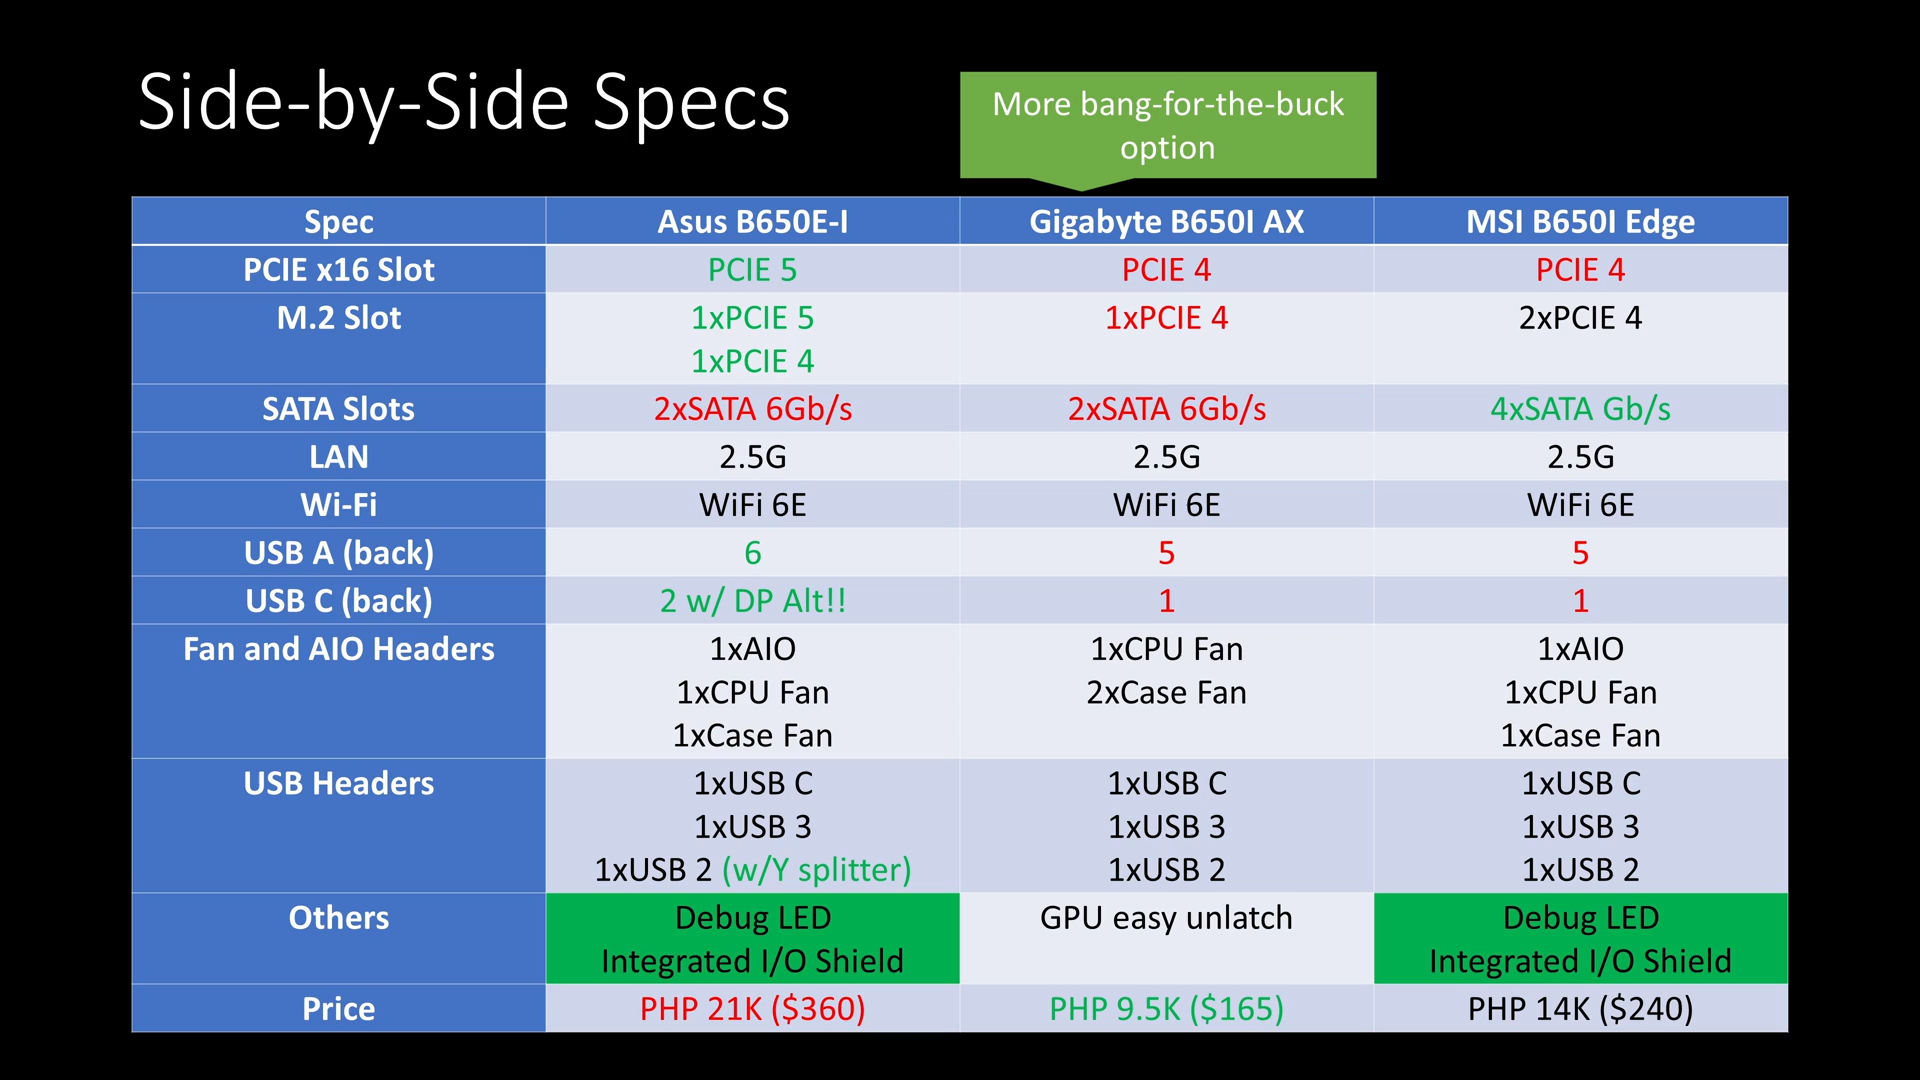 Side-by-Side Specs
More bang-for-the-buck
option
Spec Asus B650E-I Gigabyte B650I AX MSI B650I Edge
PCIE x16 Slot PCIE 5 PCIE 4 PCIE 4
M.2 Slot 1xPCIE 5 1xPCIE 4 2xPCIE 4
1xPCIE 4
SATA Slots 2xSATA 6Gb/s 2xSATA 6Gb/s 4xSATA Gb/s
LAN 2.5G 2.5G 2.5G
Wi-Fi WiFi 6E WiFi 6E WiFi 6E
USB A (back) 6 5 5
USB C (back) 2 w/ DP Alt!! 1 1
Fan and AIO Headers 1xAIO 1xCPU Fan 1xAIO
1xCPU Fan 2xCase Fan 1xCPU Fan
1xCase Fan 1xCase Fan
USB Headers 1xUSB C 1xUSB C 1xUSB C
1xUSB 3 1xUSB 3 1xUSB 3
1xUSB 2 (w/Y splitter) 1xUSB 2 1xUSB 2
Others Debug LED GPU easy unlatch Debug LED
Integrated I/O Shield Integrated I/O Shield
Price PHP 21K ($360) PHP 9.5K ($165) PHP 14K ($240)